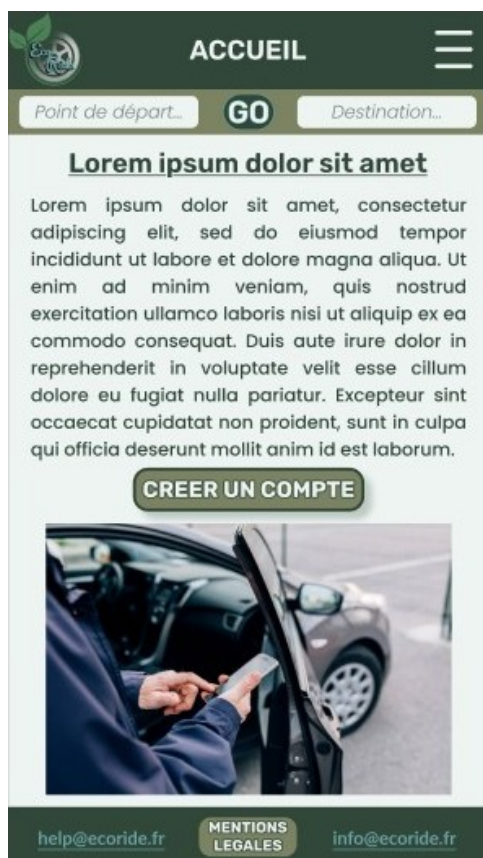 Eco Ride
ACCUEIL
Point de départ... GO Destination...
Lorem ipsum dolor sit amet
Lorem ipsum dolor sit amet, consectetur
adipiscing elit, sed do eiusmod tempor
incididunt ut labore et dolore magna aliqua. Ut
enim ad minim veniam, quis nostrud
exercitation ullamco laboris nisi ut aliquip ex ea
commodo consequat. Duis aute irure dolor in
reprehenderit in voluptate velit esse cillum
dolore eu fugiat nulla pariatur. Excepteur sint
occaecat cupidatat non proident, sunt in culpa
qui officia deserunt mollit anim id est laborum.
CREER UN COMPTE
help@ecoride.fr
MENTIONS
LEGALES
info@ecoride.fr